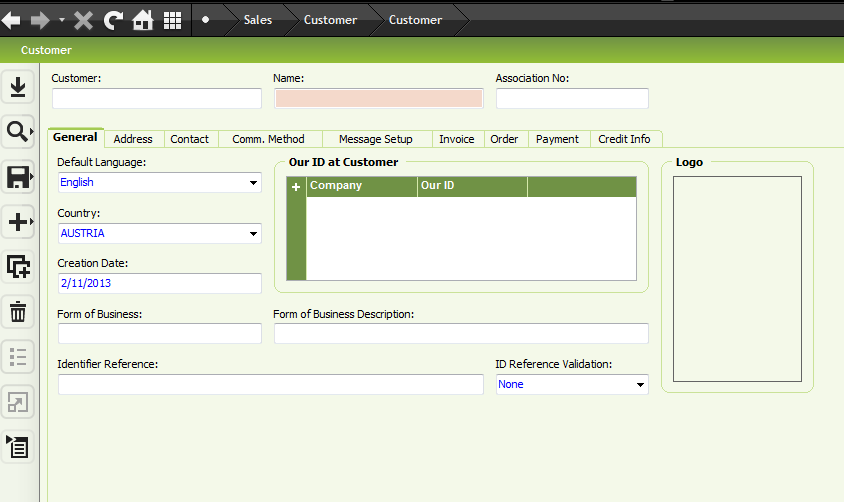 Sales Customer Customer
Customer
Customer: Name: Association No:
General Address Contact Comm. Method Message Setup Invoice Order Payment Credit Info
Default Language: Our ID at Customer Logo
English + Company Our ID
Country:
AUSTRIA
Creation Date:
2/11/2013
Form of Business: Form of Business Description:
Identifier Reference: ID Reference Validation:
None